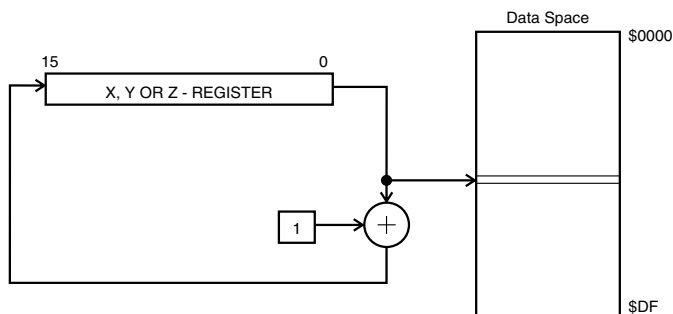 Data Space
$0000
15 0
X, Y OR Z - REGISTER
1
+
$DF